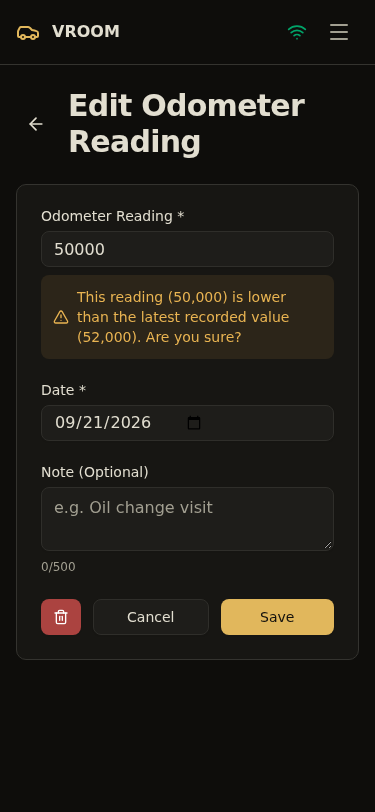 VROOM
Edit Odometer
Reading
Odometer Reading *
50000
This reading (50,000) is lower
than the latest recorded value
(52,000). Are you sure?
Date *
09/21/2026
Note (Optional)
e.g. Oil change visit
0/500
Cancel
Save